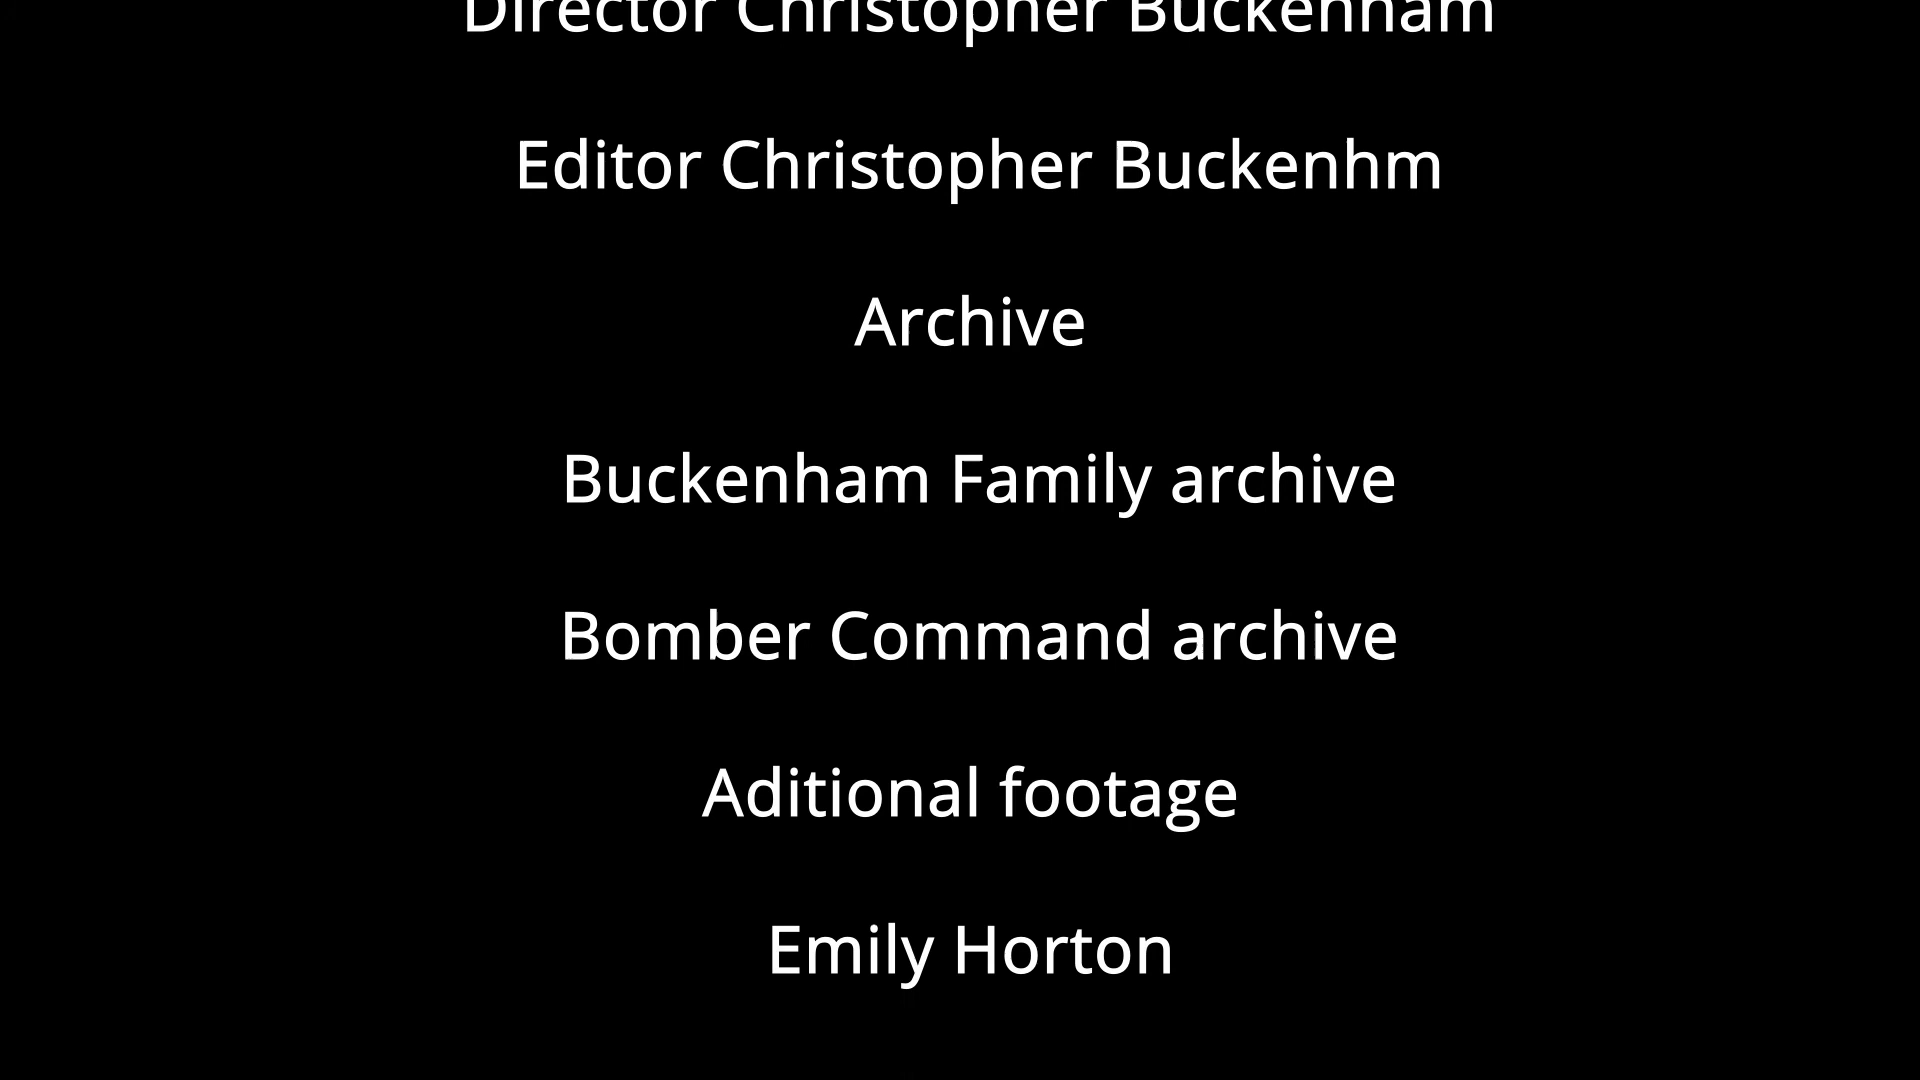 Director Christopher Buckenham
Editor Christopher Buckenhm
Archive
Buckenham Family archive
Bomber Command archive
Aditional footage
Emily Horton